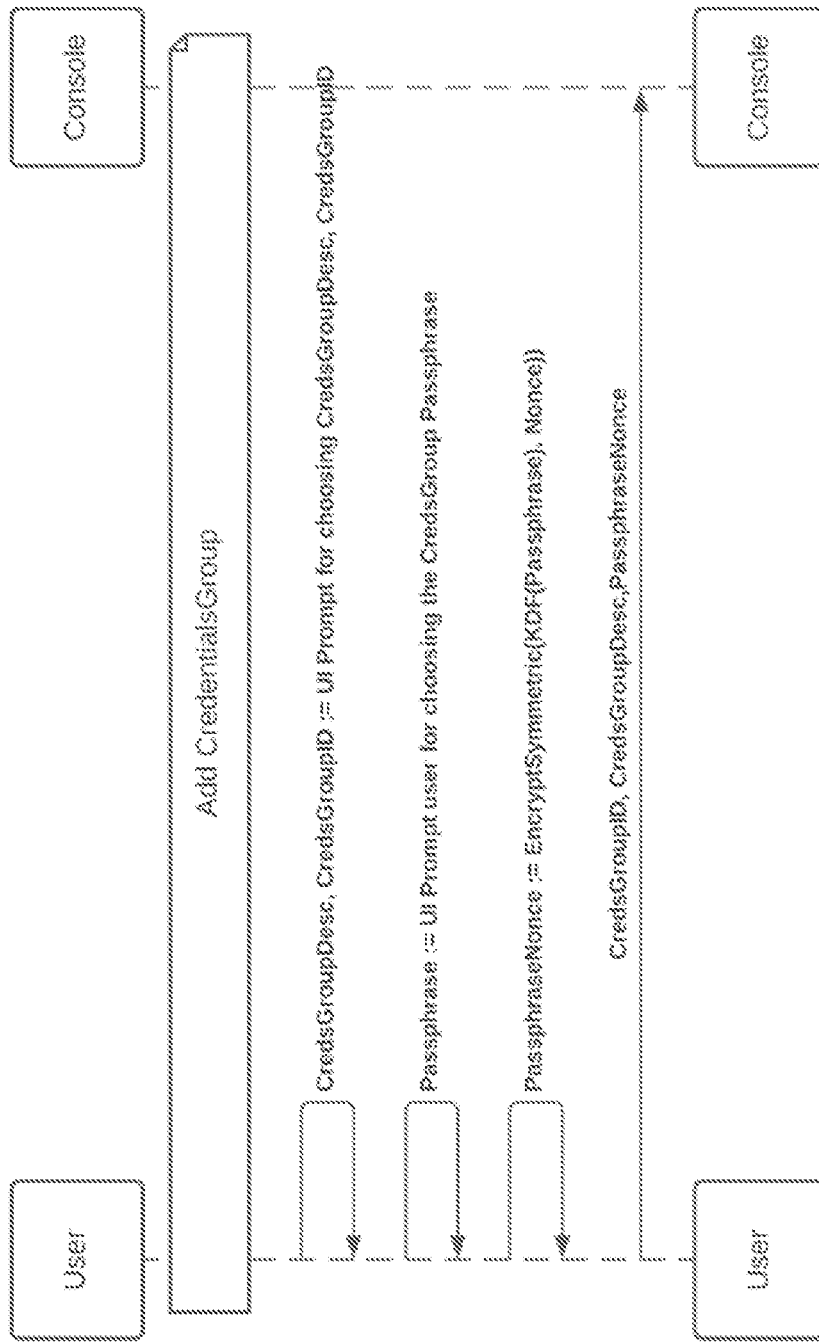 User
Console
Add CredentialsGroup
CredsGroupDesc, CredsGroupID := UI Prompt for choosing CredsGroupDesc, CredsGroupID
Passphrase := UI Prompt user for choosing the CredsGroup Passphrase
PassphraseNonce := EncryptSymmetric(KDF(Passphrase), Nonce))
CredsGroupID, CredsGroupDesc,PassphraseNonce
User
Console